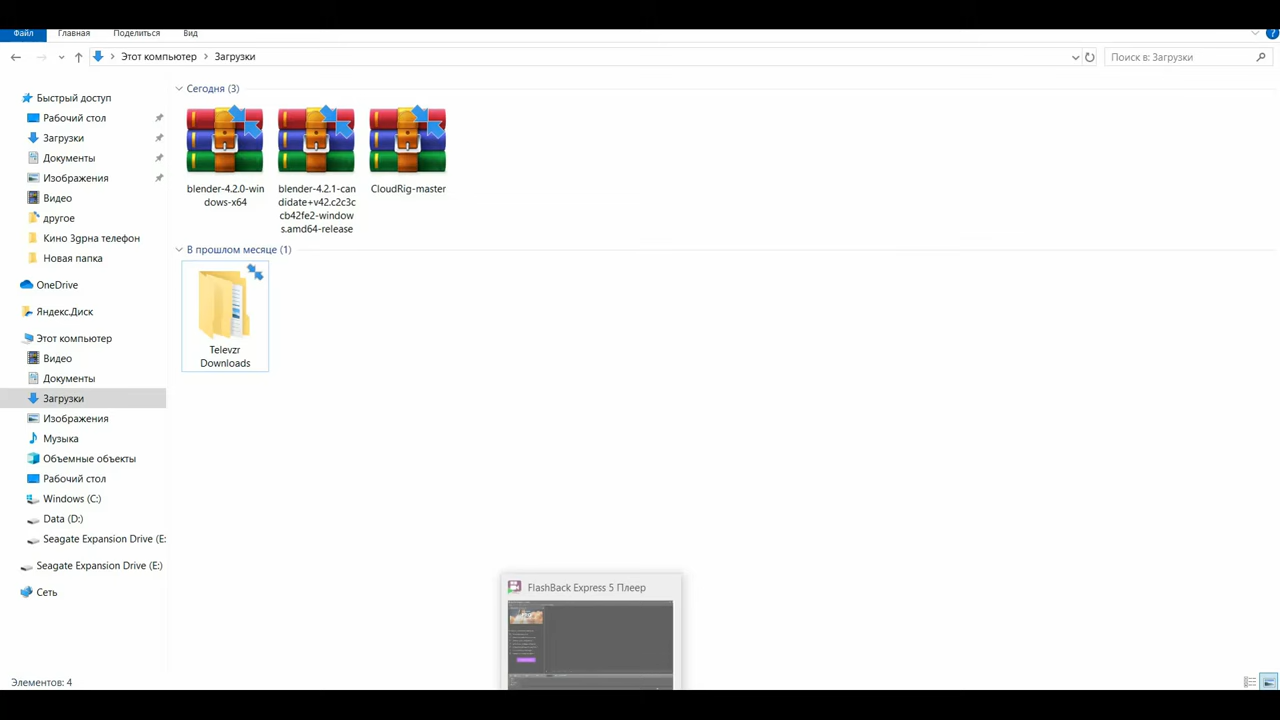 Файл Главная Поделиться Вид
Этот компьютер Загрузки
Поиск в: Загрузки
Быстрый доступ
Рабочий стол
Загрузки
Документы
Изображения
Видео
другое
Кино 3дрна телефон
Новая папка
OneDrive
Яндекс.Диск
Этот компьютер
Видео
Документы
Загрузки
Изображения
Музыка
Объемные объекты
Рабочий стол
Windows (C:)
Data (D:)
Seagate Expansion Drive (E:
Seagate Expansion Drive (E:)
Сеть
Сегодня (3)
blender-4.2.0-win
dows-x64
blender-4.2.1-can
didate+v42.c2c3c
cb42fe2-window
s.amd64-release
CloudRig-master
В прошлом месяце (1)
Televzr
Downloads
FlashBack Express 5 Плеер
Элементов: 4